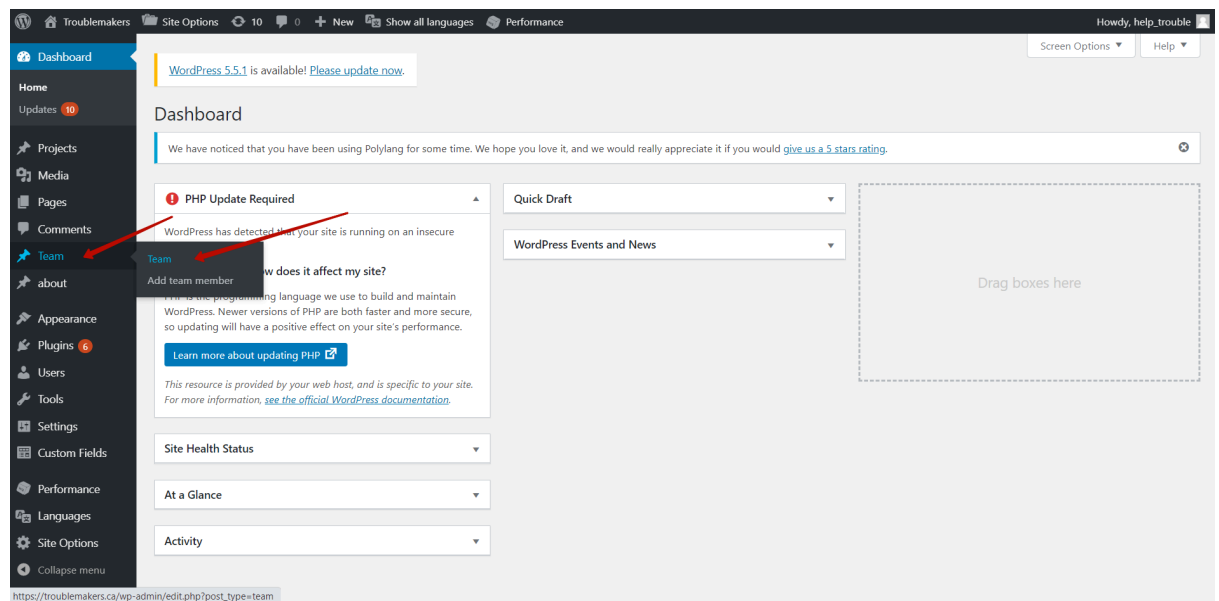 Troublemakers Site Options 10 0 New Show all languages Performance Howdy, help_trouble
Screen Options Help
Dashboard
Home
Updates 10
Projects
Media
Pages
Comments
Team
about
Appearance
Plugins 6
Users
Tools
Settings
Custom Fields
Performance
Languages
Site Options
Collapse menu
Team
Add team member
WordPress 5.5.1 is available! Please update now.
Dashboard
We have noticed that you have been using Polylang for some time. We hope you love it, and we would really appreciate it if you would give us a 5 stars rating.
PHP Update Required
WordPress has detected that your site is running on an insecure
ow does it affect my site?
PHP is the programming language we use to build and maintain
WordPress. Newer versions of PHP are both faster and more secure,
so updating will have a positive effect on your site's performance.
Learn more about updating PHP
This resource is provided by your web host, and is specific to your site.
For more information, see the official WordPress documentation.
Site Health Status
At a Glance
Activity
Quick Draft
WordPress Events and News
Drag boxes here
https://troublemakers.ca/wp-admin/edit.php?post_type=team